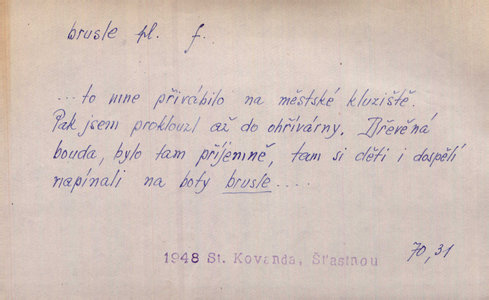 brusle pl. f.
...to mne přivábilo na městské kluziště.
Pak jsem proklouzl až do ohřívárny. Dřevěná
bouda, bylo tam příjemně, tam si děti i dospělí
napínali na boty brusle....
1948 St. Kovanda, Šťastnou
70,31